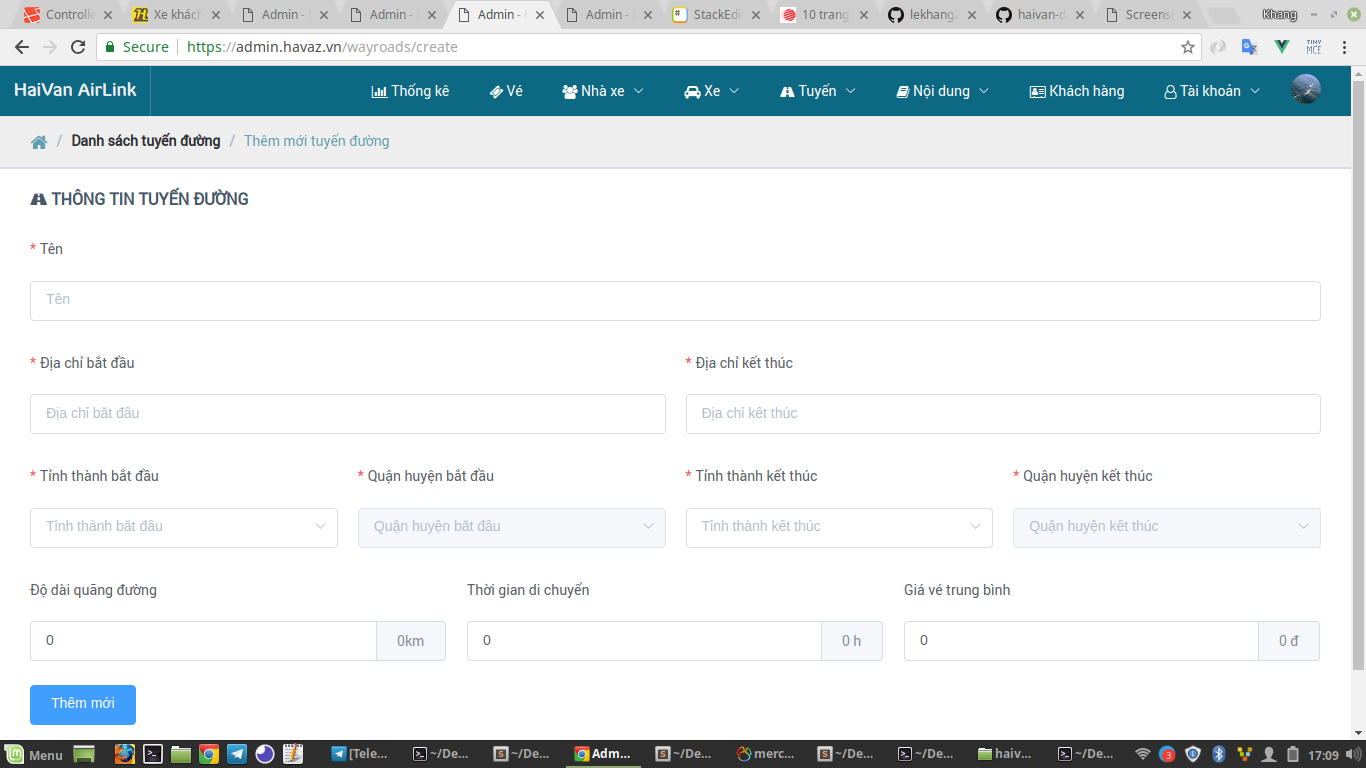 Controlle
Xe khách
Admin -
Admin -
Admin -
Admin -
StackEdi
10 trang
lekhang2
haivan-d
Screensh
Khang
Secure
https://admin.havaz.vn/wayroads/create
TINY
MCE
HaiVan AirLink
Thống kê
Vé
Nhà xe
Xe
Tuyến
Nội dung
Khách hàng
Tài khoản
/ Danh sách tuyến đường / Thêm mới tuyến đường
THÔNG TIN TUYẾN ĐƯỜNG
* Tên
Tên
* Địa chỉ bắt đầu
* Địa chỉ kết thúc
Địa chỉ bắt đầu
Địa chỉ kết thúc
* Tỉnh thành bắt đầu
* Quận huyện bắt đầu
* Tỉnh thành kết thúc
* Quận huyện kết thúc
Tỉnh thành bắt đầu
Quận huyện bắt đầu
Tỉnh thành kết thúc
Quận huyện kết thúc
Độ dài quãng đường
Thời gian di chuyển
Giá vé trung bình
0
0km
0
0 h
0
0 đ
Thêm mới
Menu
[Tele...
~/De...
~/De...
Adm...
~/De...
merc...
~/De...
~/De...
haiv...
~/De...
3
17:09